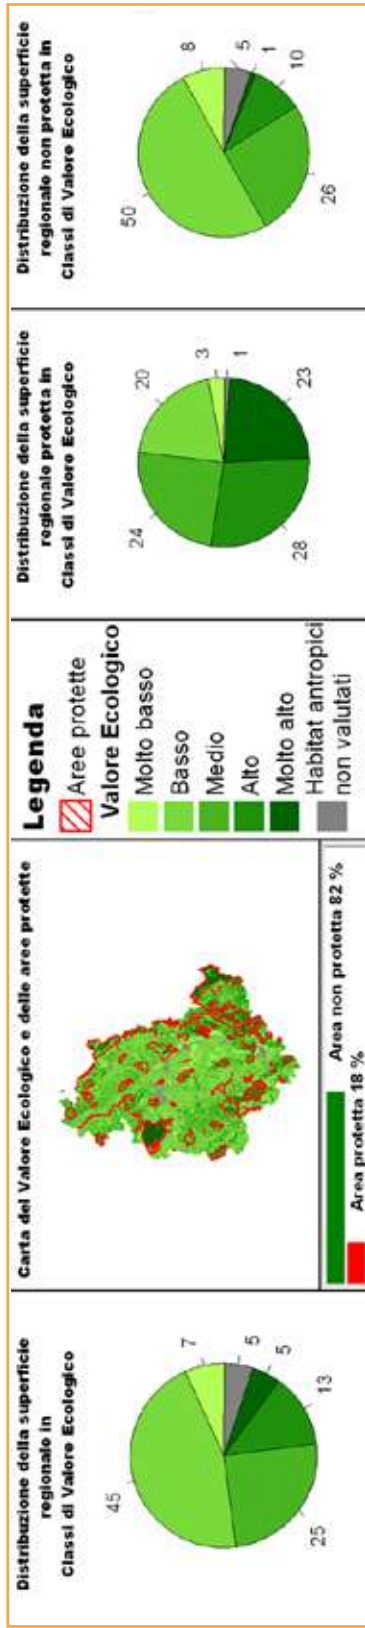 Distribuzione della superficie
regionale in
Classi di Valore Ecologico
45
7
5
5
13
25
Carta del Valore Ecologico e delle aree protette
Area non protetta 82 %
Area protetta 18 %
Legenda
Aree protette
Valore Ecologico
Molto basso
Basso
Medio
Alto
Molto alto
Habitat antropici
non valutati
Distribuzione della superficie
regionale protetta in
Classi di Valore Ecologico
20
3
1
23
28
24
Distribuzione della superficie
regionale non protetta in
Classi di Valore Ecologico
50
8
5
1
10
26